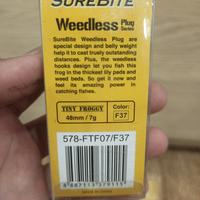 SUREBITE
Weedless Plug
SureBite Weedless Plug are
special design and belly weight
help it to cast truely outstanding
distances. Plus, the weedless
hooks design let you fish this
frog in the thickest lily pads and
weed beds. So get it now and
feel its amazing power in
catching fishes.
TINY FROGGY
48mm / 7g
Color:
F37
578-FTF07/F37